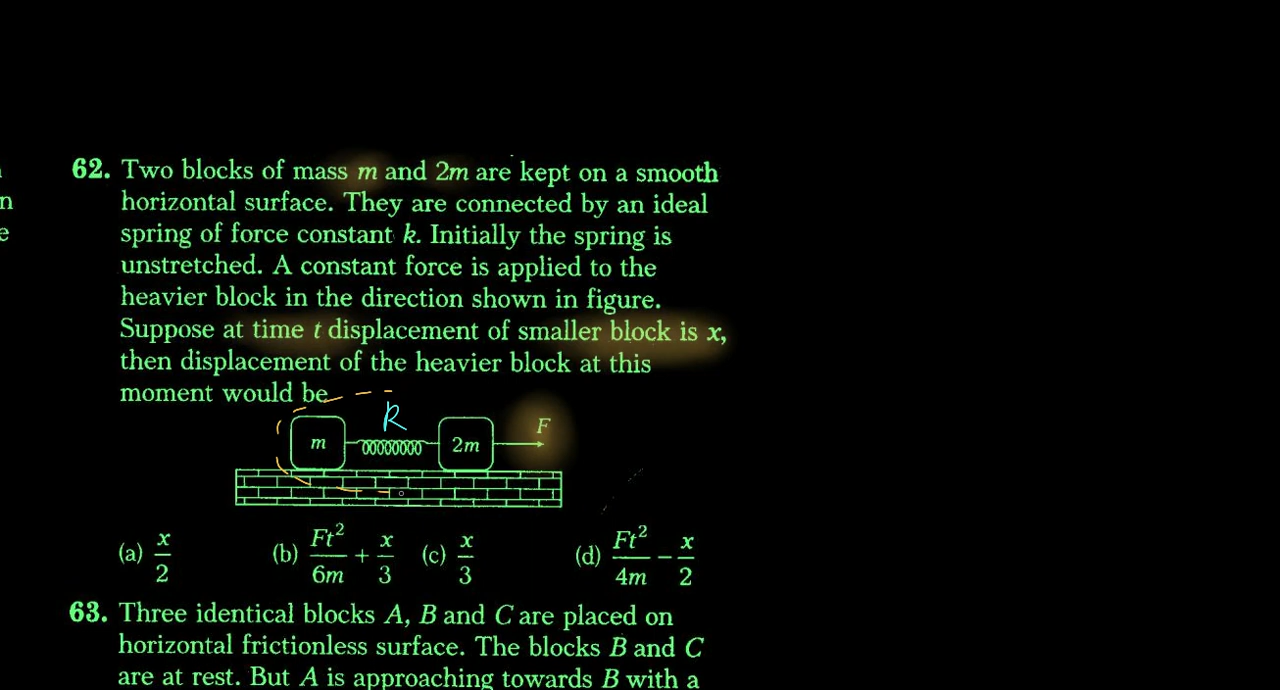 n
e
62. Two blocks of mass m and 2m are kept on a smooth
horizontal surface. They are connected by an ideal
spring of force constant k. Initially the spring is
unstretched. A constant force is applied to the
heavier block in the direction shown in figure.
Suppose at time t displacement of smaller block is x,
then displacement of the heavier block at this
moment would be
R
F
m 2m
(a) x/2 (b) Ft²/6m + x/3 (c) x/3 (d) Ft²/4m − x/2
63. Three identical blocks A, B and C are placed on
horizontal frictionless surface. The blocks B and C
are at rest. But A is approaching towards B with a